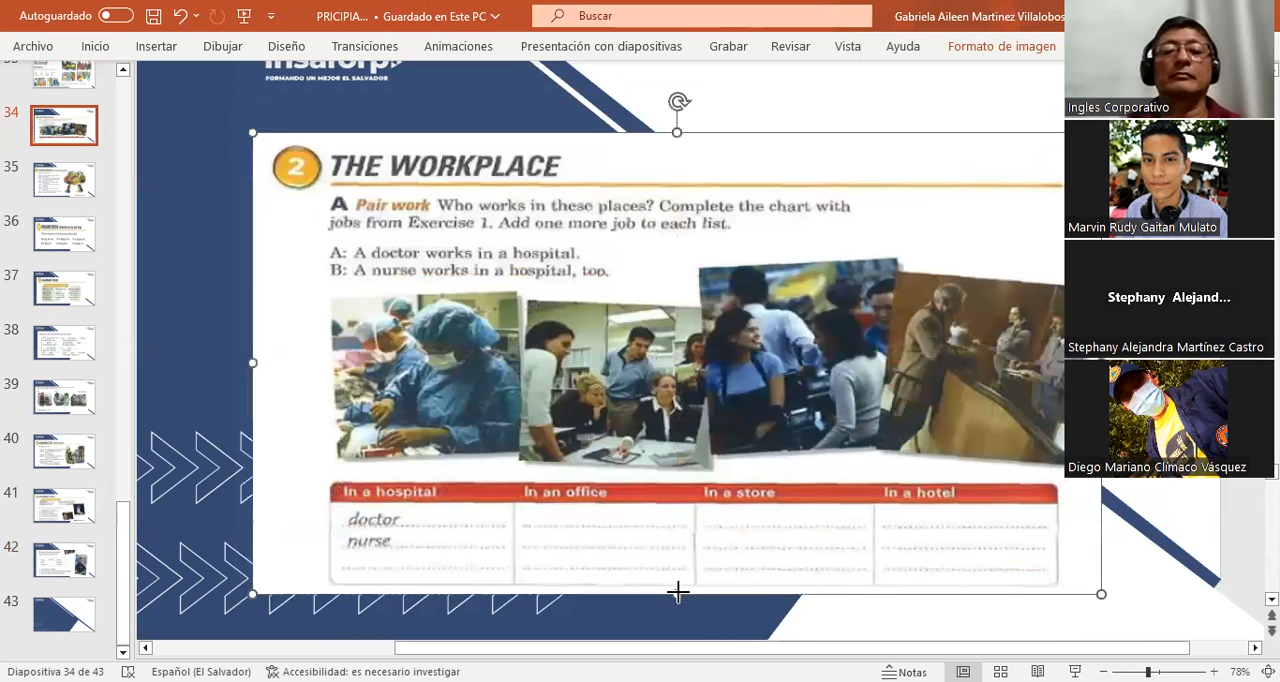 Autoguardado
PRICIPIA... • Guardado en Este PC
Buscar
Gabriela Aileen Martinez Villalobos
Archivo Inicio Insertar Dibujar Diseño Transiciones Animaciones Presentación con diapositivas Grabar Revisar Vista Ayuda Formato de imagen
34
35
36
37
38
39
40
41
42
43
FORMANDO UN MEJOR EL SALVADOR
2 THE WORKPLACE
A Pair work Who works in these places? Complete the chart with
jobs from Exercise 1. Add one more job to each list.
A: A doctor works in a hospital.
B: A nurse works in a hospital, too.
In a hospital In an office In a store In a hotel
doctor
nurse
Ingles Corporativo
Marvin Rudy Gaitan Mulato
Stephany Alejand...
Stephany Alejandra Martínez Castro
Diego Mariano Climaco Vásquez
Diapositiva 34 de 43 Español (El Salvador) Accesibilidad: es necesario investigar Notas 78%